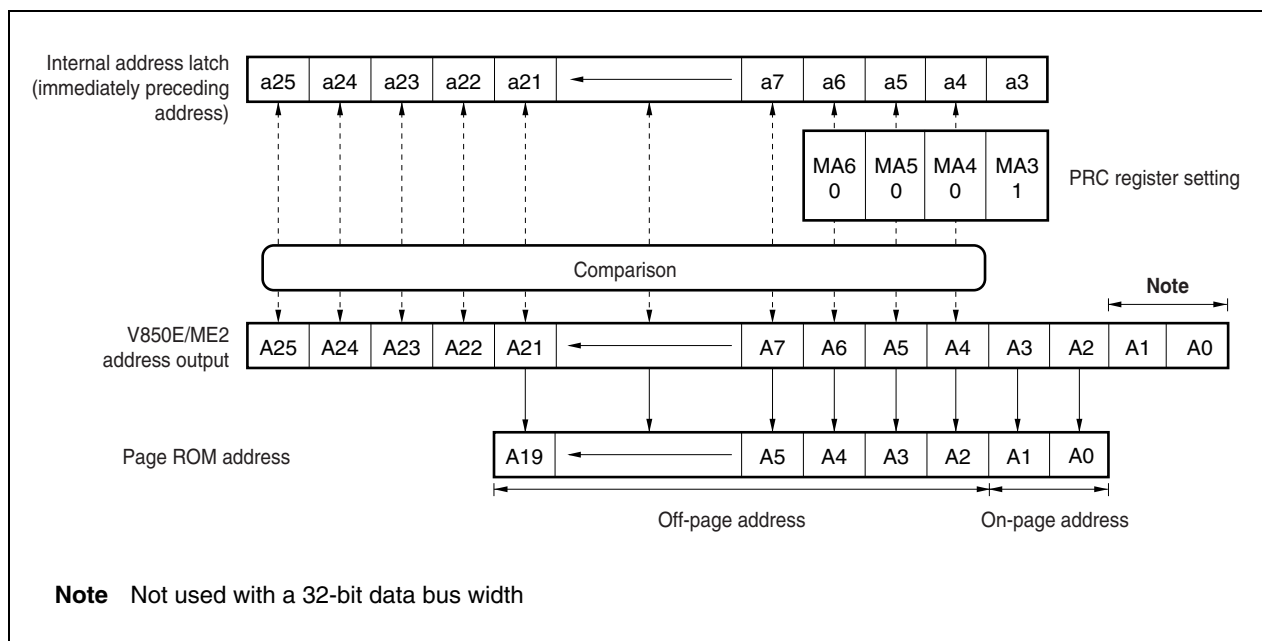 Internal address latch
(immediately preceding
address)
a25 a24 a23 a22 a21 a7 a6 a5 a4 a3
MA6 MA5 MA4 MA3
0 0 0 1
PRC register setting
Comparison
Note
V850E/ME2
address output
A25 A24 A23 A22 A21 A7 A6 A5 A4 A3 A2 A1 A0
Page ROM address
A19 A5 A4 A3 A2 A1 A0
Off-page address On-page address
Note Not used with a 32-bit data bus width